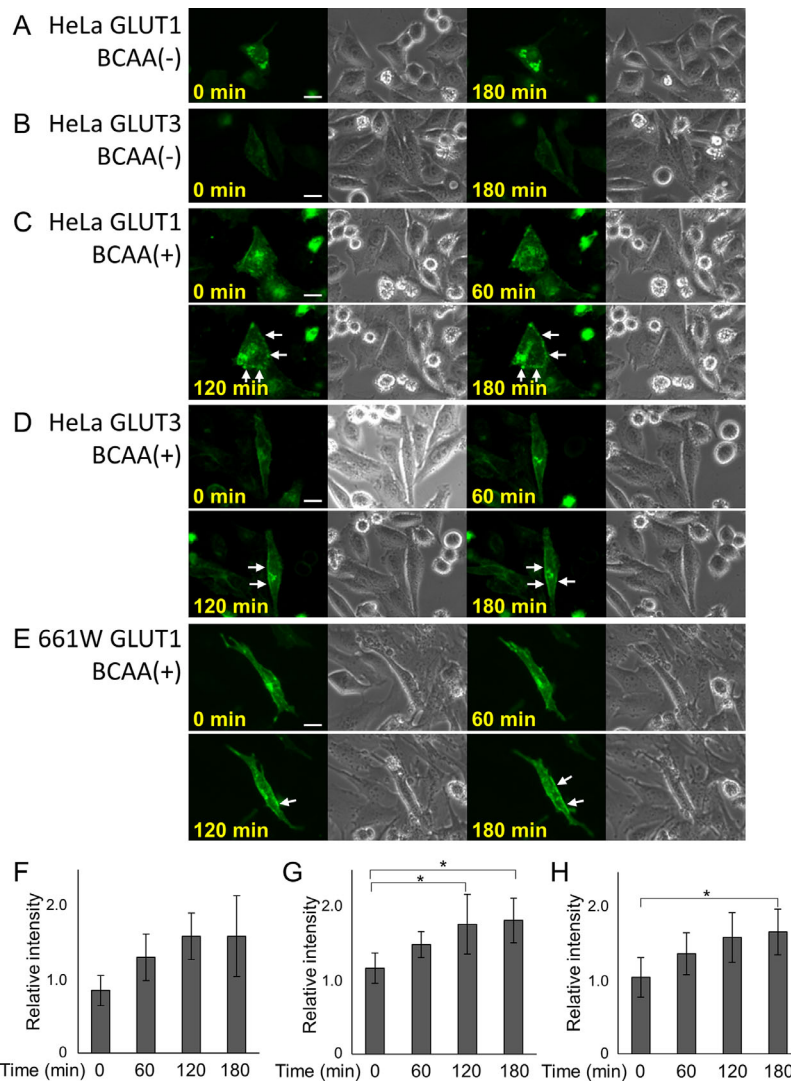 A HeLa GLUT1
BCAA(-)
0 min
180 min
B HeLa GLUT3
BCAA(-)
0 min
180 min
C HeLa GLUT1
BCAA(+)
0 min
60 min
120 min
180 min
D HeLa GLUT3
BCAA(+)
0 min
60 min
120 min
180 min
E 661W GLUT1
BCAA(+)
0 min
60 min
120 min
180 min
F
Relative intensity
2.0
1.0
0
Time (min) 0 60 120 180
G
Relative intensity
*
*
2.0
1.0
0
Time (min) 0 60 120 180
H
Relative intensity
*
2.0
1.0
0
Time (min) 0 60 120 180